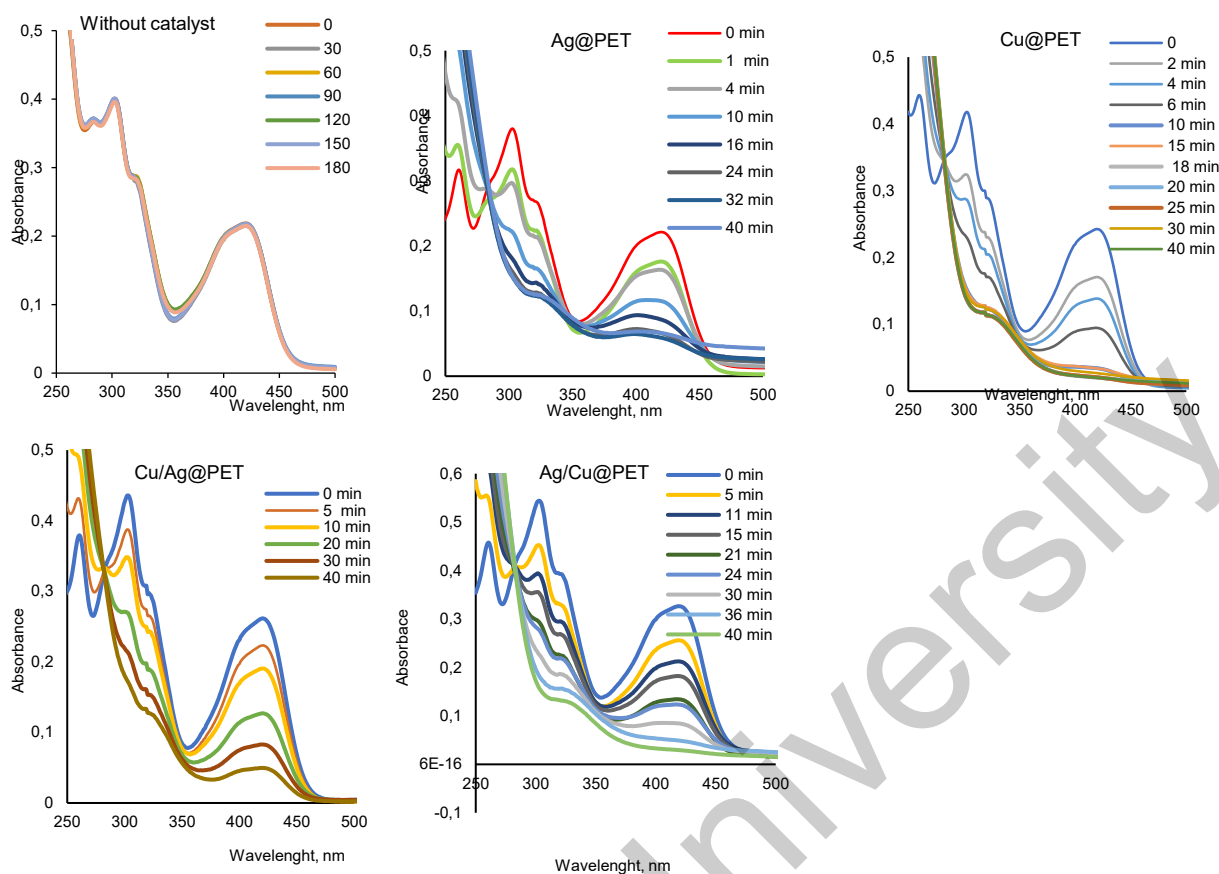 Without catalyst
0
30
60
90
120
150
180
0,5
0,4
0,3
0,2
0,1
0
Absorbance
250 300 350 400 450 500
Wavelenght, nm
Ag@PET
0 min
1 min
4 min
10 min
16 min
24 min
32 min
40 min
0,5
0,4
0,3
0,2
0,1
0
Absorbance
250 300 350 400 450 500
Wavelenght, nm
Cu@PET
0
2 min
4 min
6 min
10 min
15 min
18 min
20 min
25 min
30 min
40 min
0,5
0,4
0,3
0,2
0,1
0
Absorbance
Wavelenght, nm
250 300 350 400 450 500
Cu/Ag@PET
0 min
5 min
10 min
20 min
30 min
40 min
0,5
0,4
0,3
0,2
0,1
0
Absorbance
250 300 350 400 450 500
Wavelenght, nm
Ag/Cu@PET
0 min
5 min
11 min
15 min
21 min
24 min
30 min
36 min
40 min
0,6
0,5
0,4
0,3
0,2
0,1
6E-16
-0,1
Absorbace
250 300 350 400 450 500
Wavelenght, nm
University